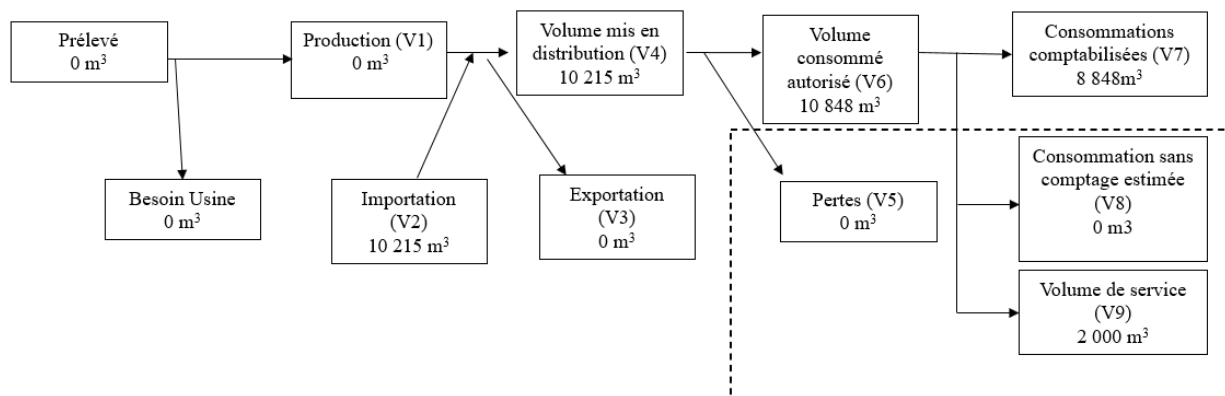 Prélevé
0 m³
Production (V1)
0 m³
Volume mis en
distribution (V4)
10 215 m³
Volume
consommé
autorisé (V6)
10 848 m³
Consommations
comptabilisées (V7)
8 848m³
Besoin Usine
0 m³
Importation
(V2)
10 215 m³
Exportation
(V3)
0 m³
Pertes (V5)
0 m³
Consommation sans
comptage estimée
(V8)
0 m3
Volume de service
(V9)
2 000 m³